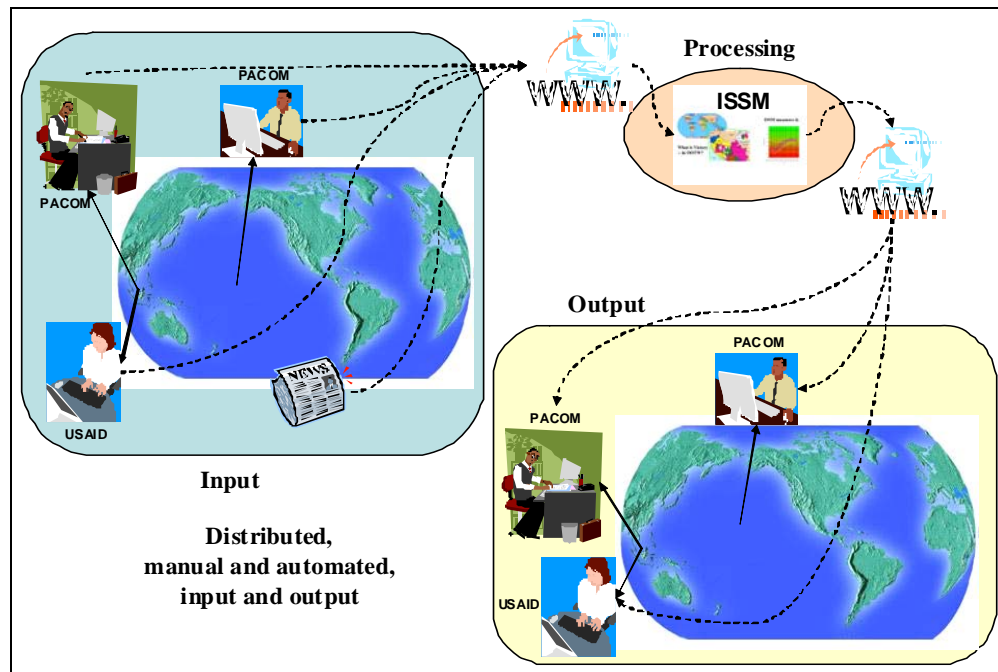 PACOM
PACOM
USAID
NEWS
Input
Distributed,
manual and automated,
input and output
WWW.
Processing
ISSM
WWW.
Output
PACOM
PACOM
USAID